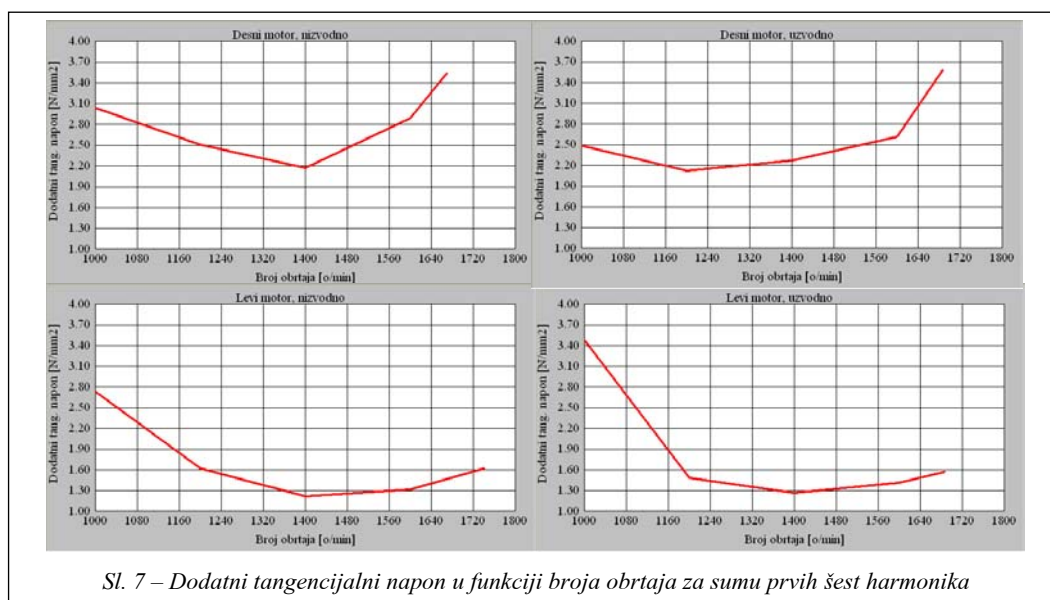 Desni motor, nizvodno
Dodatni tang. napon [N/mm2]
4.00
3.70
3.40
3.10
2.80
2.50
2.20
1.90
1.60
1.30
1.00
1000 1080 1160 1240 1320 1400 1480 1560 1640 1720 1800
Broj obrtaja [o/min]
Desni motor, uzvodno
Dodatni tang. napon [N/mm2]
4.00
3.70
3.40
3.10
2.80
2.50
2.20
1.90
1.60
1.30
1.00
1000 1080 1160 1240 1320 1400 1480 1560 1640 1720 1800
Broj obrtaja [o/min]
Levi motor, nizvodno
Dodatni tang. napon [N/mm2]
4.00
3.70
3.40
3.10
2.80
2.50
2.20
1.90
1.60
1.30
1.00
1000 1080 1160 1240 1320 1400 1480 1560 1640 1720 1800
Broj obrtaja [o/min]
Levi motor, uzvodno
Dodatni tang. napon [N/mm2]
4.00
3.70
3.40
3.10
2.80
2.50
2.20
1.90
1.60
1.30
1.00
1000 1080 1160 1240 1320 1400 1480 1560 1640 1720 1800
Broj obrtaja [o/min]
Sl. 7 – Dodatni tangencijalni napon u funkciji broja obrtaja za sumu prvih šest harmonika